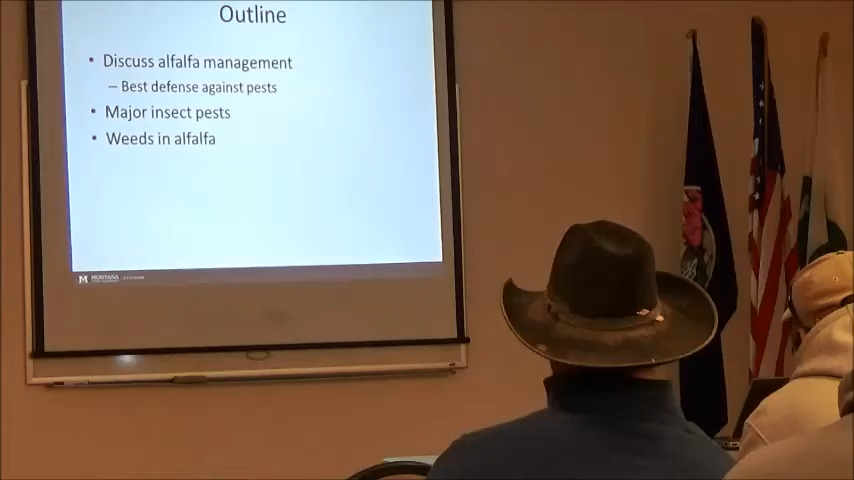 Outline
• Discuss alfalfa management
– Best defense against pests
• Major insect pests
• Weeds in alfalfa
M MONTANA